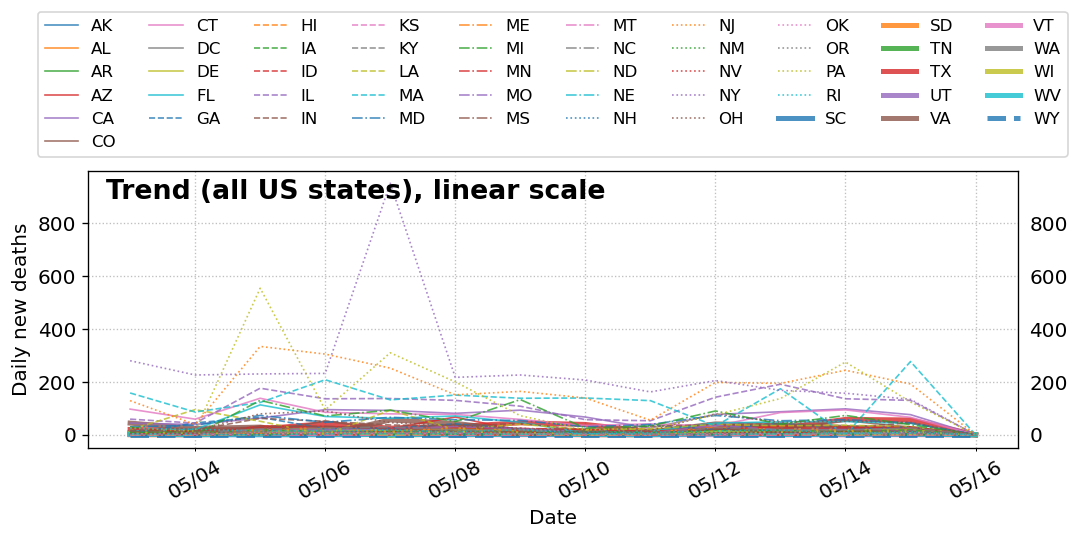 AK CT HI KS ME MT NJ OK SD VT
AL DC IA KY MI NC NM OR TN WA
AR DE ID LA MN ND NV PA TX WI
AZ FL IL MA MO NE NY RI UT WV
CA GA IN MD MS NH OH SC VA WY
CO
Trend (all US states), linear scale
800 800
600 600
400 400
200 200
0 0
Daily new deaths
05/04 05/06 05/08 05/10 05/12 05/14 05/16
Date